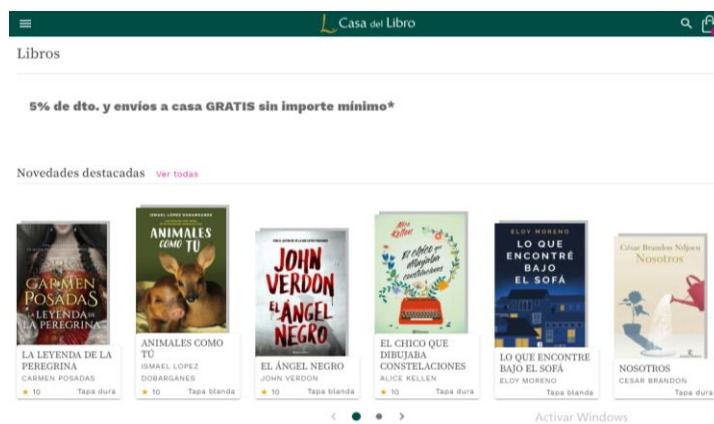 Casa del Libro
Libros
5% de dto. y envíos a casa GRATIS sin importe mínimo*
Novedades destacadas Ver todas
CARMEN
POSADAS
LA LEYENDA DE
LA PEREGRINA
LA LEYENDA DE LA
PEREGRINA
CARMEN POSADAS
10 Tapa dura
ISMAEL LOPEZ DOBARGANES
ANIMALES
COMO TÚ
ANIMALES COMO
TÚ
ISMAEL LOPEZ
DOBARGANES
10 Tapa blanda
JOHN
VERDON
EL ÁNGEL
NEGRO
EL ÁNGEL NEGRO
JOHN VERDON
10 Tapa blanda
Alice
Kellen
El chico que
dibujaba
constelaciones
EL CHICO QUE
DIBUJABA
CONSTELACIONES
ALICE KELLEN
10 Tapa dura
ELOY MORENO
LO QUE
ENCONTRÉ
BAJO
EL SOFÁ
LO QUE ENCONTRE
BAJO EL SOFÁ
ELOY MORENO
Tapa blanda
César Brandon Ndjocu
Nosotros
NOSOTROS
CESAR BRANDON
Tapa dura
Activar Windows